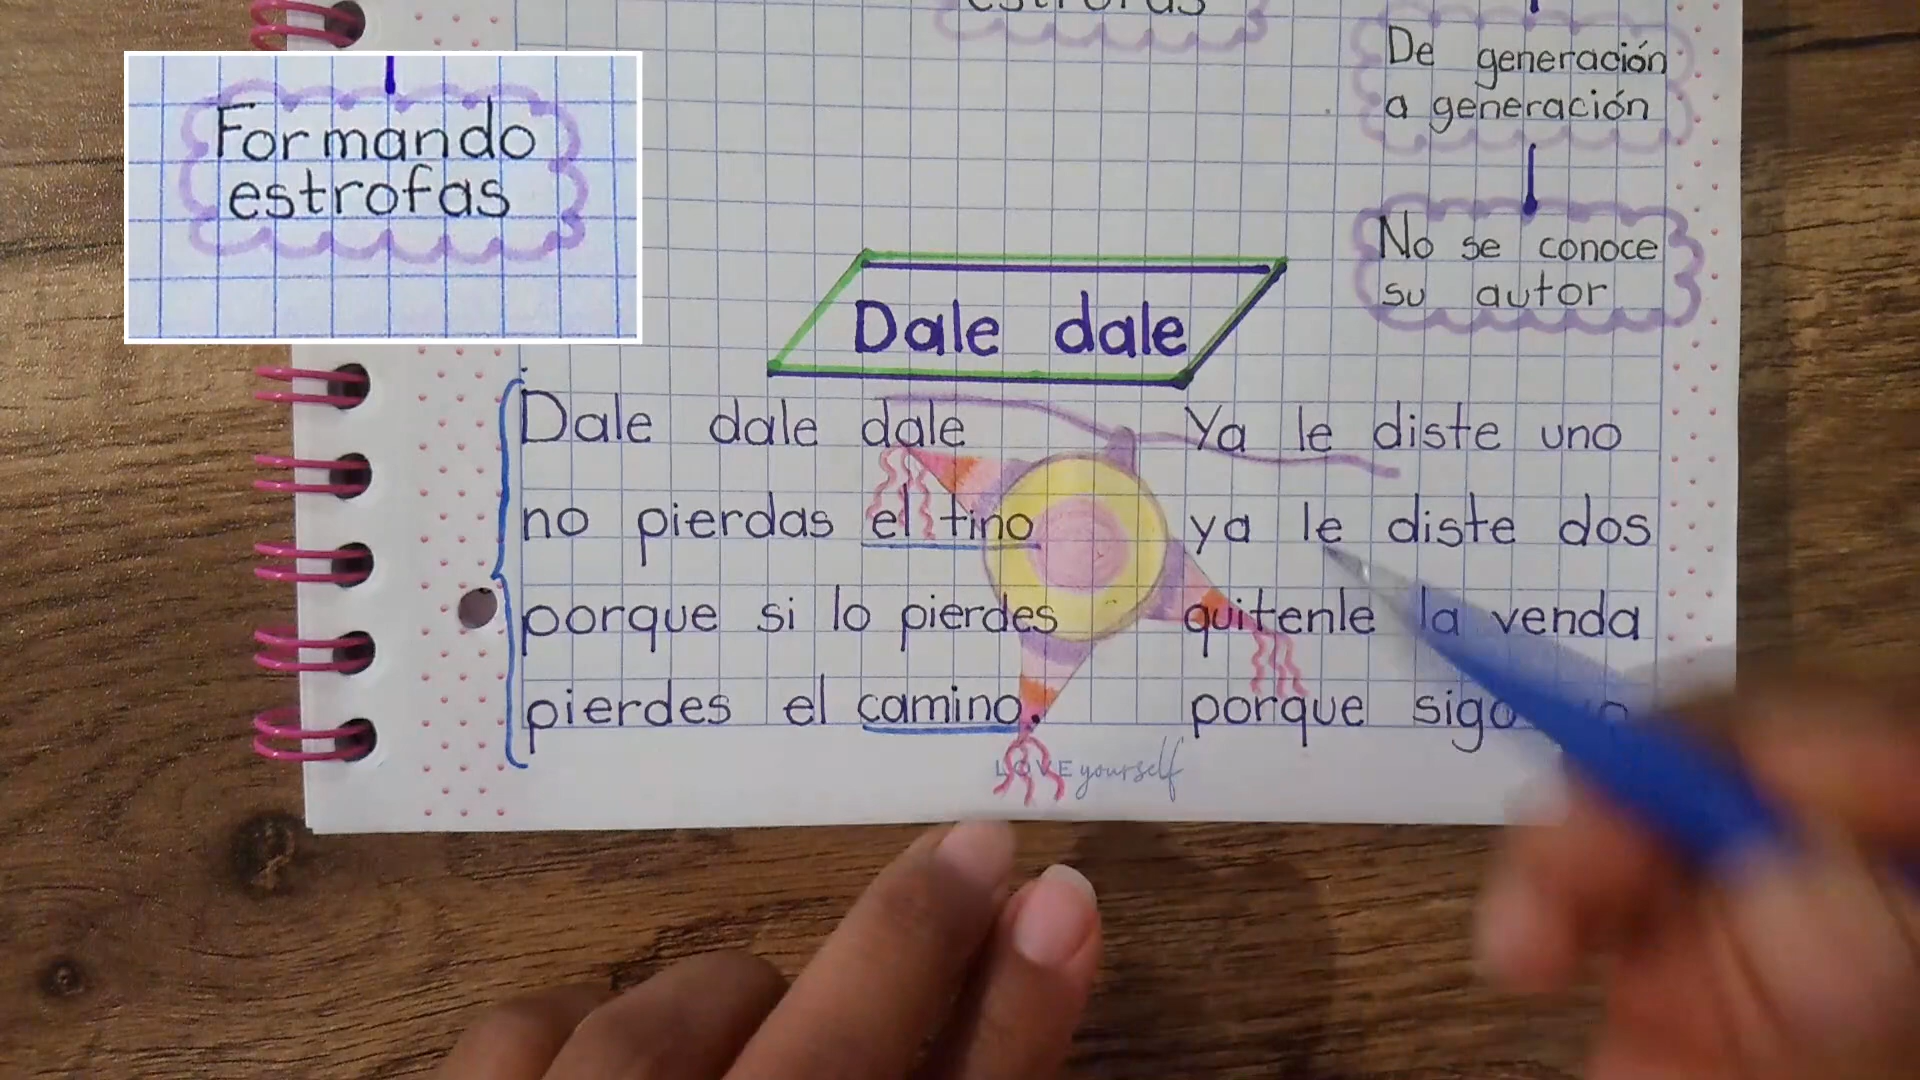 Formando
estrofas
De generación
a generación
No se conoce
su autor
Dale dale
Dale dale dale
no pierdas el tino
porque si lo pierdes
pierdes el camino.
Ya le diste uno
ya le diste dos
quitenle la venda
porque sigo
LOVE yourself